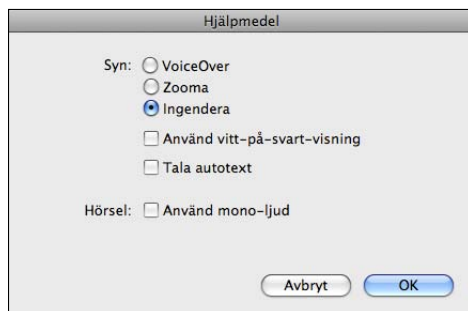 Hjälpmedel
Syn: VoiceOver
Zooma
Ingendera
Använd vitt-på-svart-visning
Tala autotext
Hörsel: Använd mono-ljud
Avbryt OK